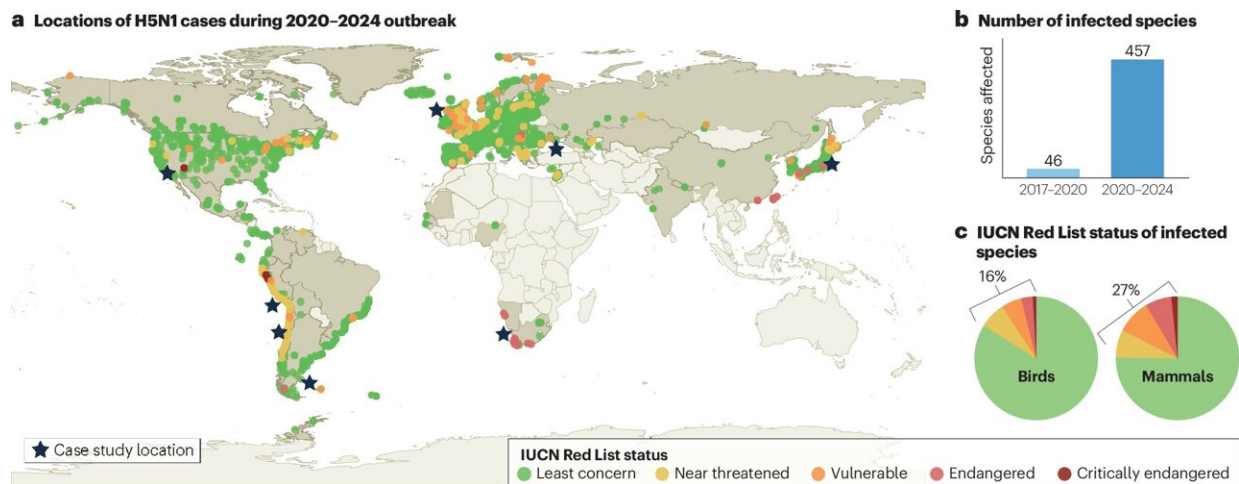 a Locations of H5N1 cases during 2020–2024 outbreak
Case study location
IUCN Red List status
Least concern
Near threatened
Vulnerable
Endangered
Critically endangered
b Number of infected species
Species affected
46
457
2017–2020
2020–2024
c IUCN Red List status of infected
species
16%
Birds
27%
Mammals